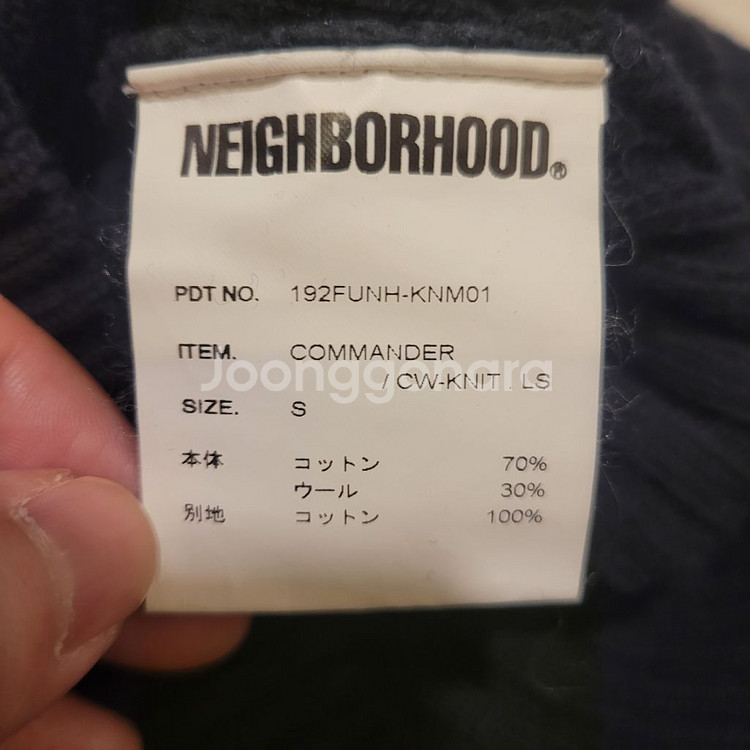 NEIGHBORHOOD®
PDT NO. 192FUNH-KNM01
ITEM. COMMANDER
/ CW-KNIT . LS
Joonggonara
SIZE. S
本体 コットン 70%
ウール 30%
別地 コットン 100%